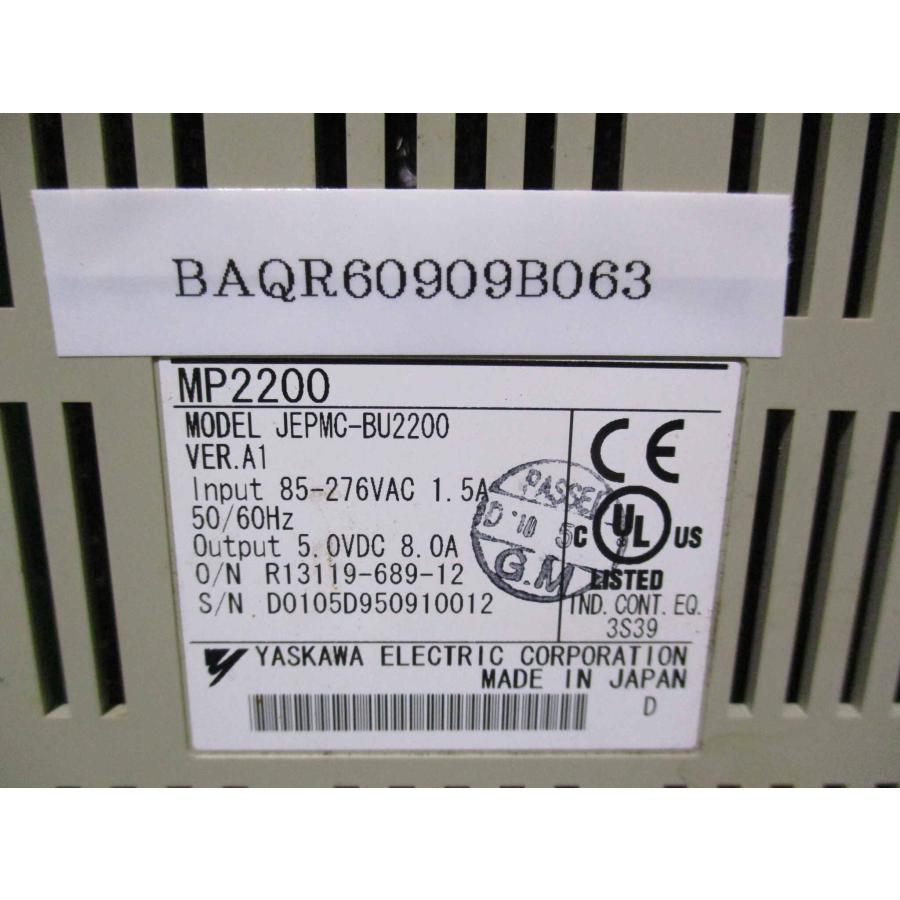 BAQR60909B063
MP2200
MODEL JEPMC-BU2200
VER.A1
Input 85-276VAC 1.5A
50/60Hz
Output 5.0VDC 8.0A
O/N R13119-689-12
S/N D0105D950910012
CE
PASSED
G.M
C UL US
LISTED
IND. CONT. EQ.
3S39
YASKAWA ELECTRIC CORPORATION
MADE IN JAPAN
D